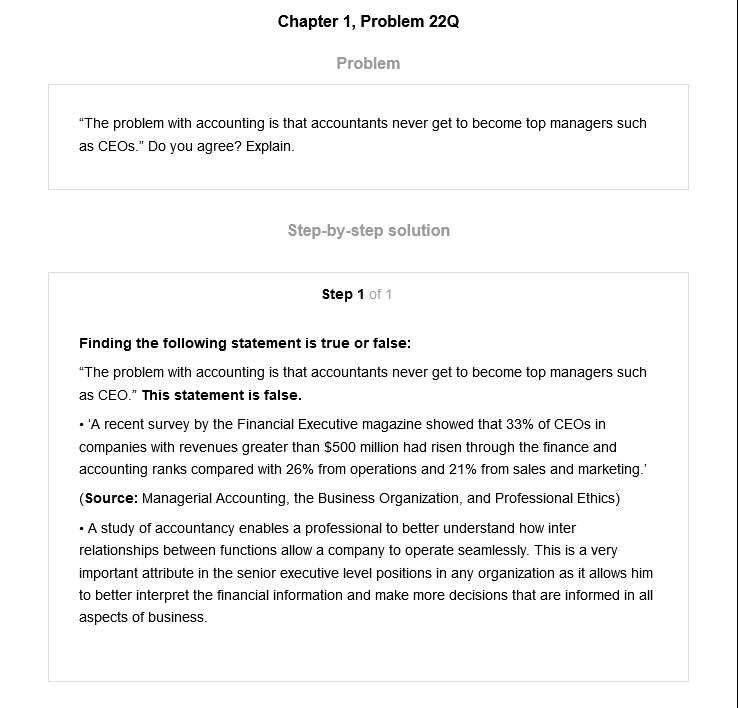 Chapter 1, Problem 22Q
Problem
“The problem with accounting is that accountants never get to become top managers such
as CEOs.” Do you agree? Explain.
Step-by-step solution
Step 1 of 1
Finding the following statement is true or false:
“The problem with accounting is that accountants never get to become top managers such
as CEO.” This statement is false.
• ‘A recent survey by the Financial Executive magazine showed that 33% of CEOs in
companies with revenues greater than $500 million had risen through the finance and
accounting ranks compared with 26% from operations and 21% from sales and marketing.’
(Source: Managerial Accounting, the Business Organization, and Professional Ethics)
• A study of accountancy enables a professional to better understand how inter
relationships between functions allow a company to operate seamlessly. This is a very
important attribute in the senior executive level positions in any organization as it allows him
to better interpret the financial information and make more decisions that are informed in all
aspects of business.